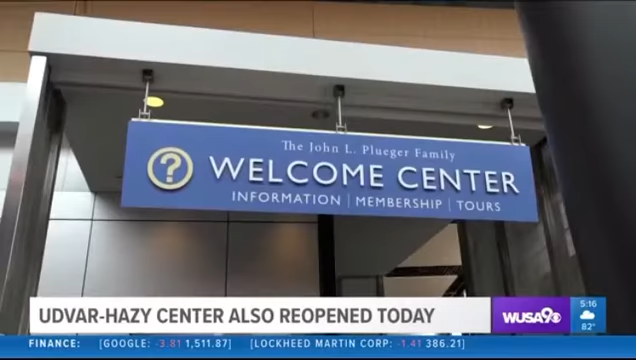 The John L. Plueger Family
? WELCOME CENTER
INFORMATION | MEMBERSHIP | TOURS
UDVAR-HAZY CENTER ALSO REOPENED TODAY
WUSA9
5:16
82°
FINANCE: [GOOGLE: -3.81 1,511.87] [LOCKHEED MARTIN CORP: -1.41 386.21]